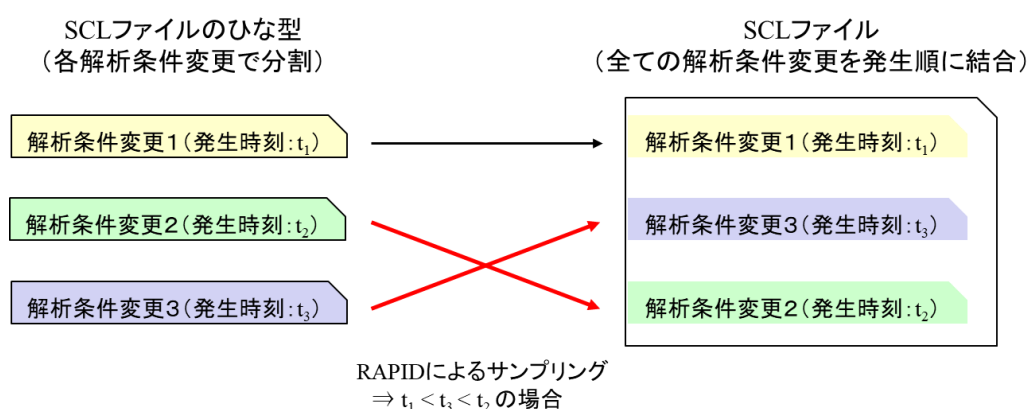 SCLファイルのひな型
（各解析条件変更で分割）
解析条件変更１（発生時刻：t₁）
解析条件変更２（発生時刻：t₂）
解析条件変更３（発生時刻：t₃）
SCLファイル
（全ての解析条件変更を発生順に結合）
解析条件変更１（発生時刻：t₁）
解析条件変更３（発生時刻：t₃）
解析条件変更２（発生時刻：t₂）
RAPIDによるサンプリング
⇒ t₁ < t₃ < t₂ の場合